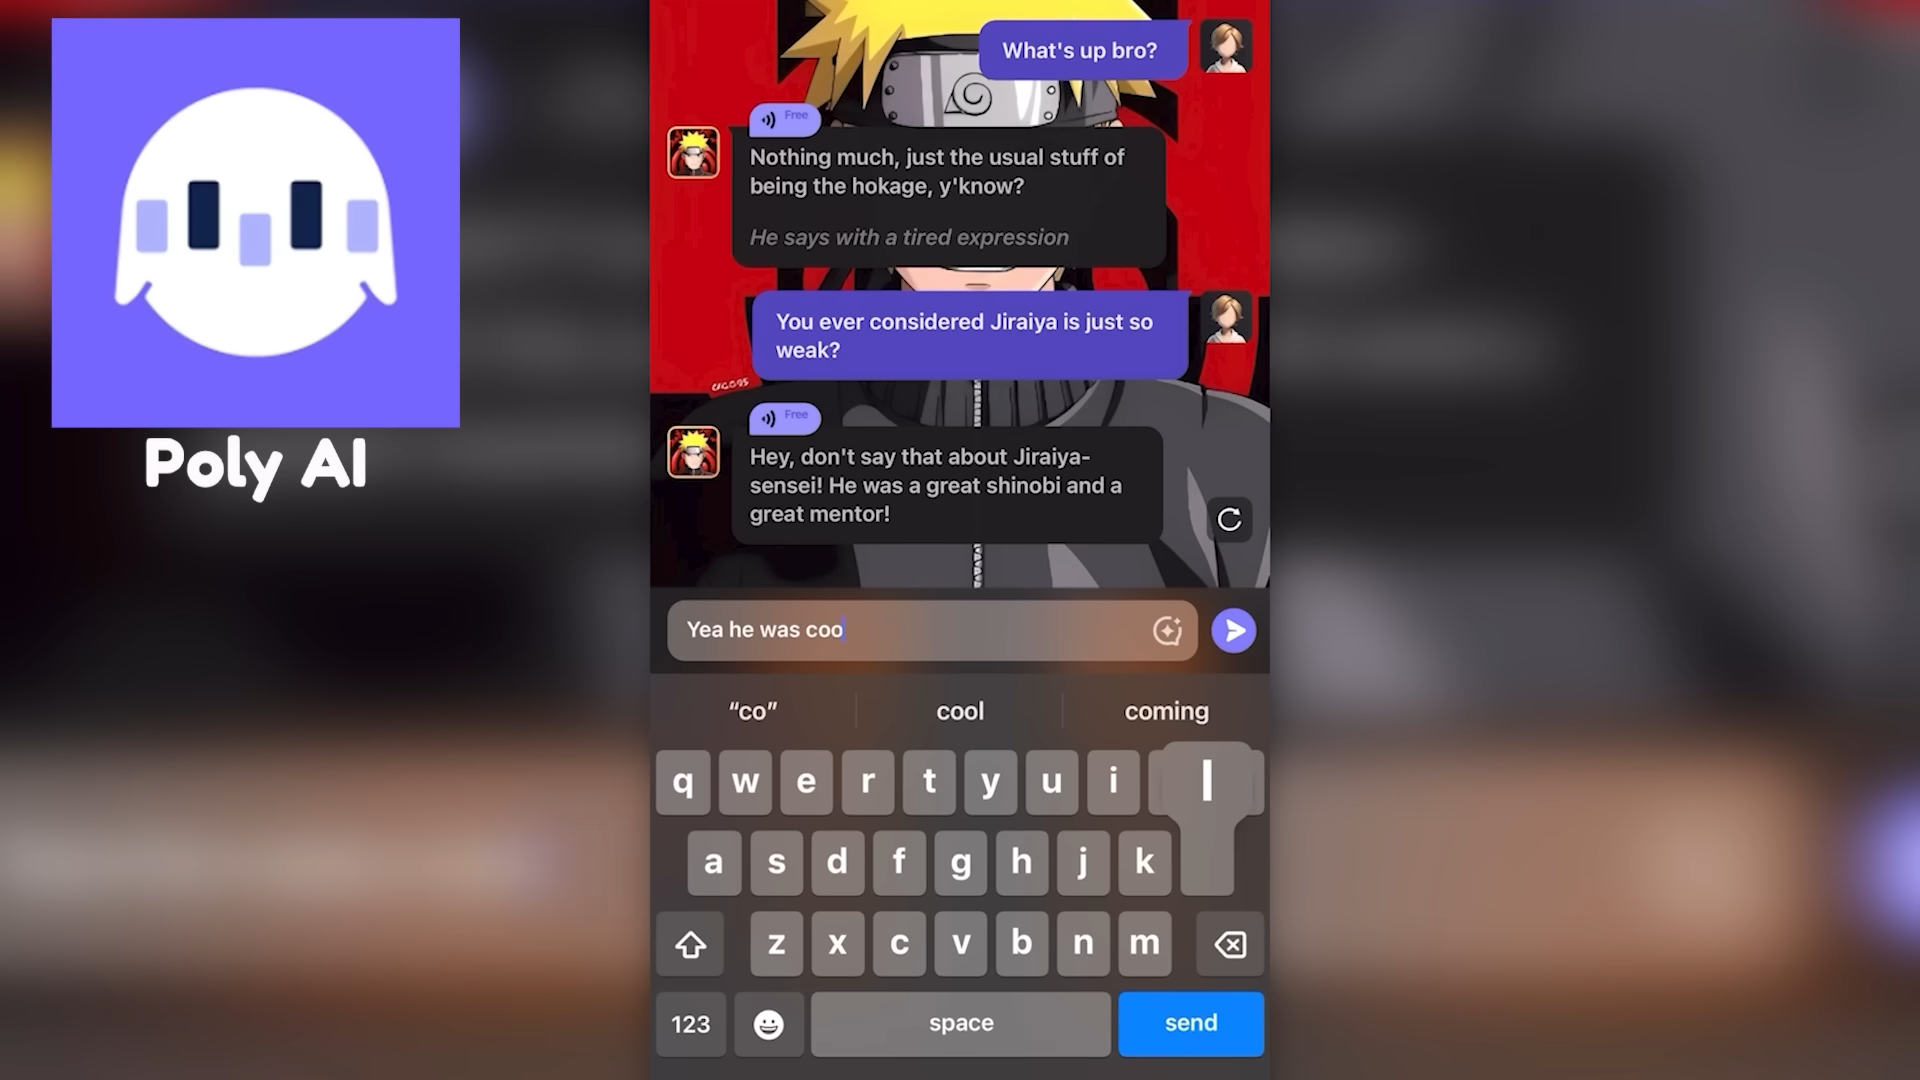 Poly AI
What's up bro?
Free
Nothing much, just the usual stuff of
being the hokage, y'know?
He says with a tired expression
You ever considered Jiraiya is just so
weak?
Free
Hey, don't say that about Jiraiya-
sensei! He was a great shinobi and a
great mentor!
Yea he was coo
“co” cool coming
q w e r t y u i l
a s d f g h j k
z x c v b n m
123 space send